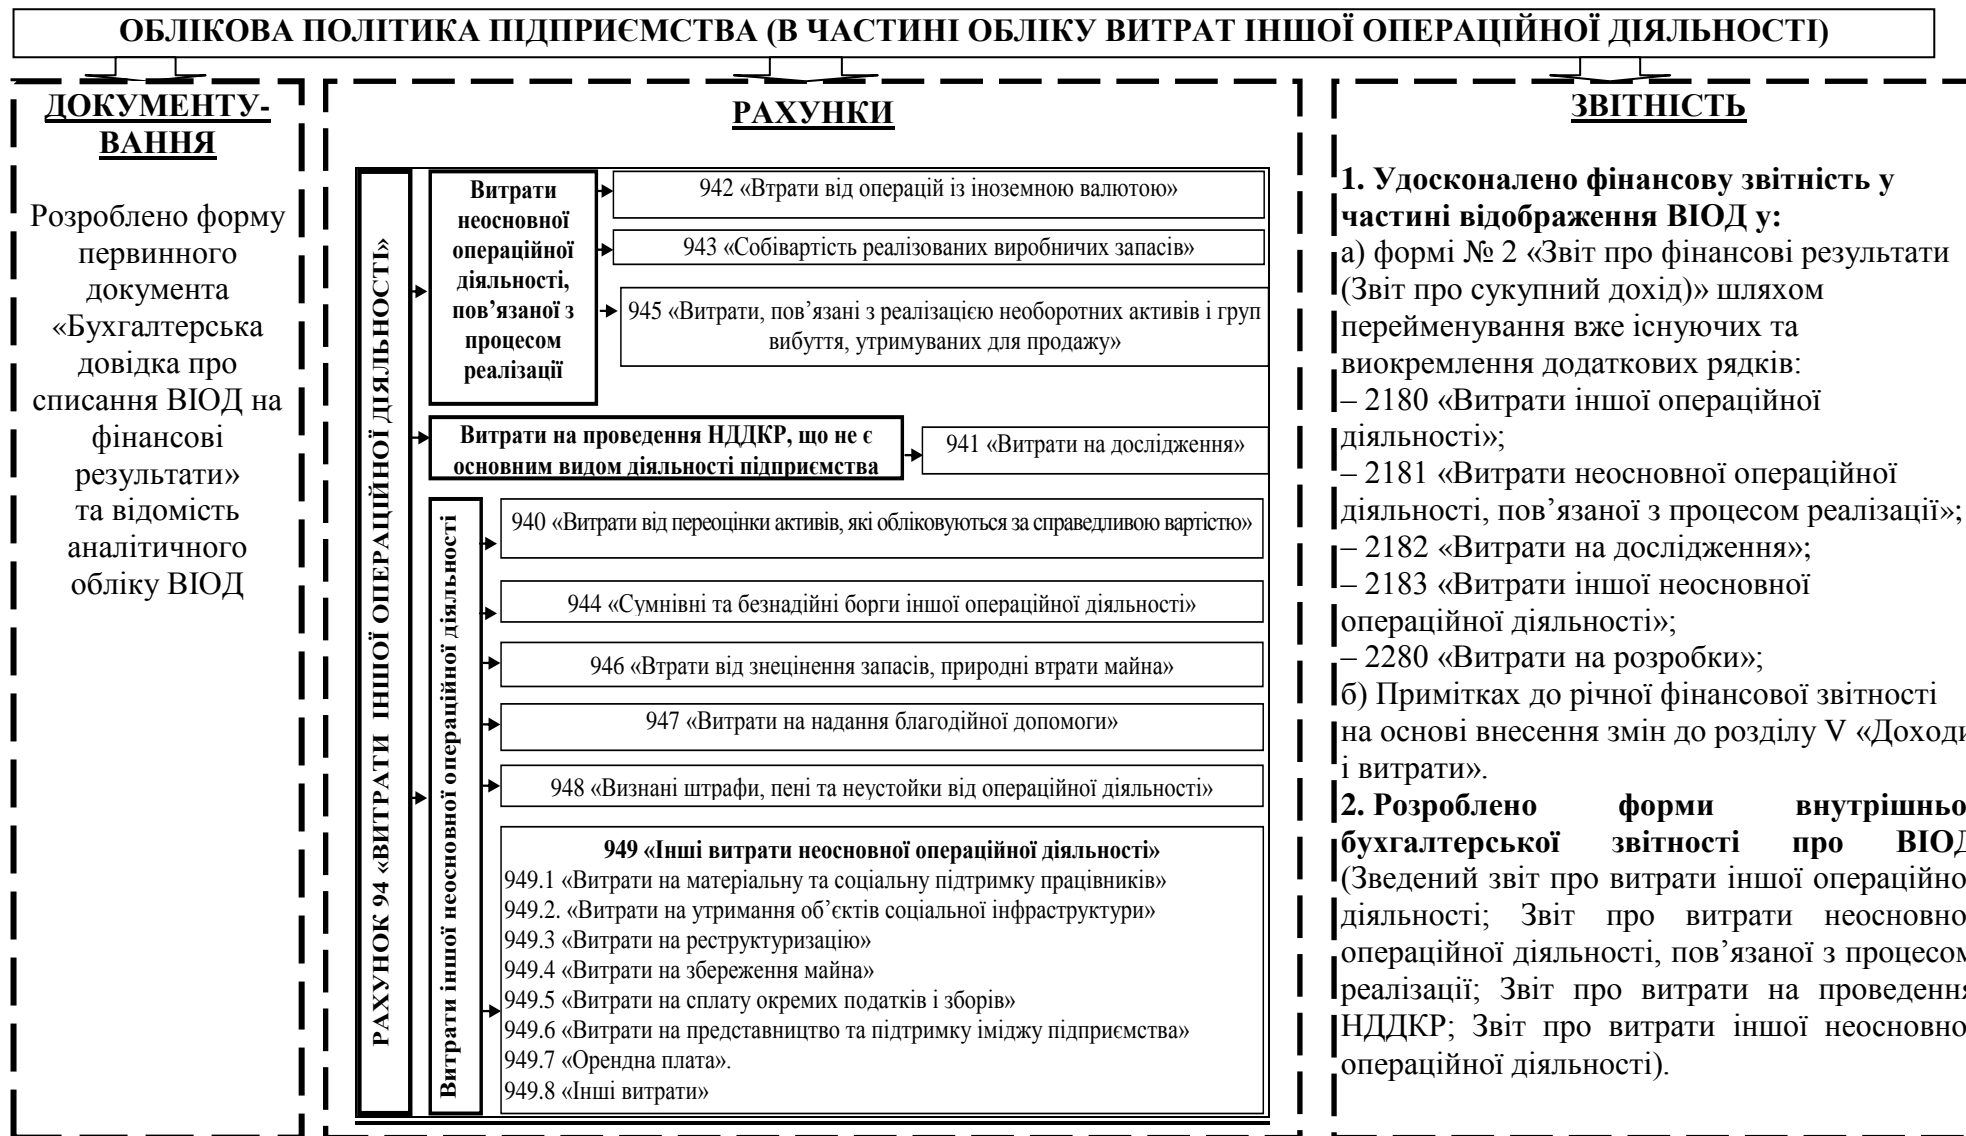 ОБЛІКОВА ПОЛІТИКА ПІДПРИЄМСТВА (В ЧАСТИНІ ОБЛІКУ ВИТРАТ ІНШОЇ ОПЕРАЦІЙНОЇ ДІЯЛЬНОСТІ)
ДОКУМЕНТУ-
ВАННЯ
Розроблено форму
первинного
документа
«Бухгалтерська
довідка про
списання ВІОД на
фінансові
результати»
та відомість
аналітичного
обліку ВІОД
РАХУНКИ
РАХУНОК 94 «ВИТРАТИ ІНШОЇ ОПЕРАЦІЙНОЇ ДІЯЛЬНОСТІ»
Витрати
неосновної
операційної
діяльності,
пов’язаної з
процесом
реалізації
942 «Втрати від операцій із іноземною валютою»
943 «Собівартість реалізованих виробничих запасів»
945 «Витрати, пов’язані з реалізацією необоротних активів і груп
вибуття, утримуваних для продажу»
Витрати на проведення НДДКР, що не є
основним видом діяльності підприємства
941 «Витрати на дослідження»
Витрати іншої неосновної операційної діяльності
940 «Витрати від переоцінки активів, які обліковуються за справедливою вартістю»
944 «Сумнівні та безнадійні борги іншої операційної діяльності»
946 «Втрати від знецінення запасів, природні втрати майна»
947 «Витрати на надання благодійної допомоги»
948 «Визнані штрафи, пені та неустойки від операційної діяльності»
949 «Інші витрати неосновної операційної діяльності»
949.1 «Витрати на матеріальну та соціальну підтримку працівників»
949.2. «Витрати на утримання об’єктів соціальної інфраструктури»
949.3 «Витрати на реструктуризацію»
949.4 «Витрати на збереження майна»
949.5 «Витрати на сплату окремих податків і зборів»
949.6 «Витрати на представництво та підтримку іміджу підприємства»
949.7 «Орендна плата».
949.8 «Інші витрати»
ЗВІТНІСТЬ
1. Удосконалено фінансову звітність у
частині відображення ВІОД у:
а) формі № 2 «Звіт про фінансові результати
(Звіт про сукупний дохід)» шляхом
перейменування вже існуючих та
виокремлення додаткових рядків:
– 2180 «Витрати іншої операційної
діяльності»;
– 2181 «Витрати неосновної операційної
діяльності, пов’язаної з процесом реалізації»;
– 2182 «Витрати на дослідження»;
– 2183 «Витрати іншої неосновної
операційної діяльності»;
– 2280 «Витрати на розробки»;
б) Примітках до річної фінансової звітності
на основі внесення змін до розділу V «Доходи
і витрати».
2. Розроблено форми внутрішньо
бухгалтерської звітності про ВІОД
(Зведений звіт про витрати іншої операційно
діяльності; Звіт про витрати неосновно
операційної діяльності, пов’язаної з процесом
реалізації; Звіт про витрати на проведення
НДДКР; Звіт про витрати іншої неосновно
операційної діяльності).